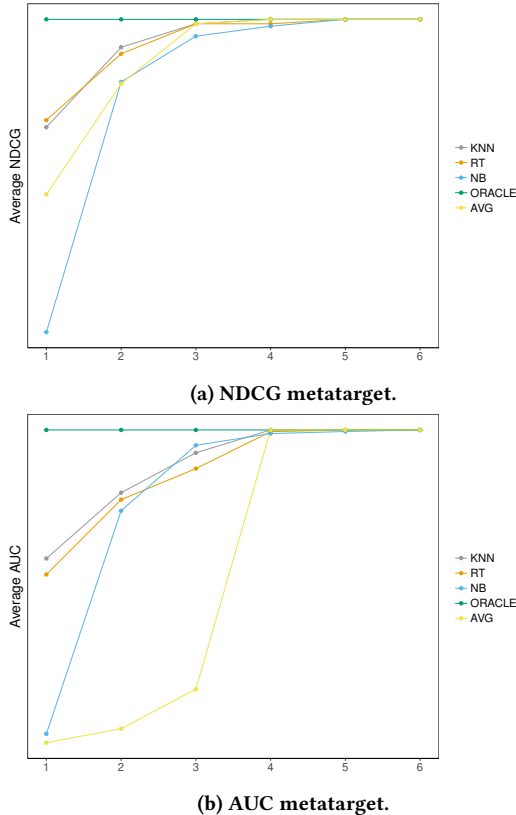 Average NDCG
KNN
RT
NB
ORACLE
AVG
1 2 3 4 5 6
(a) NDCG metatarget.
Average AUC
KNN
RT
NB
ORACLE
AVG
1 2 3 4 5 6
(b) AUC metatarget.